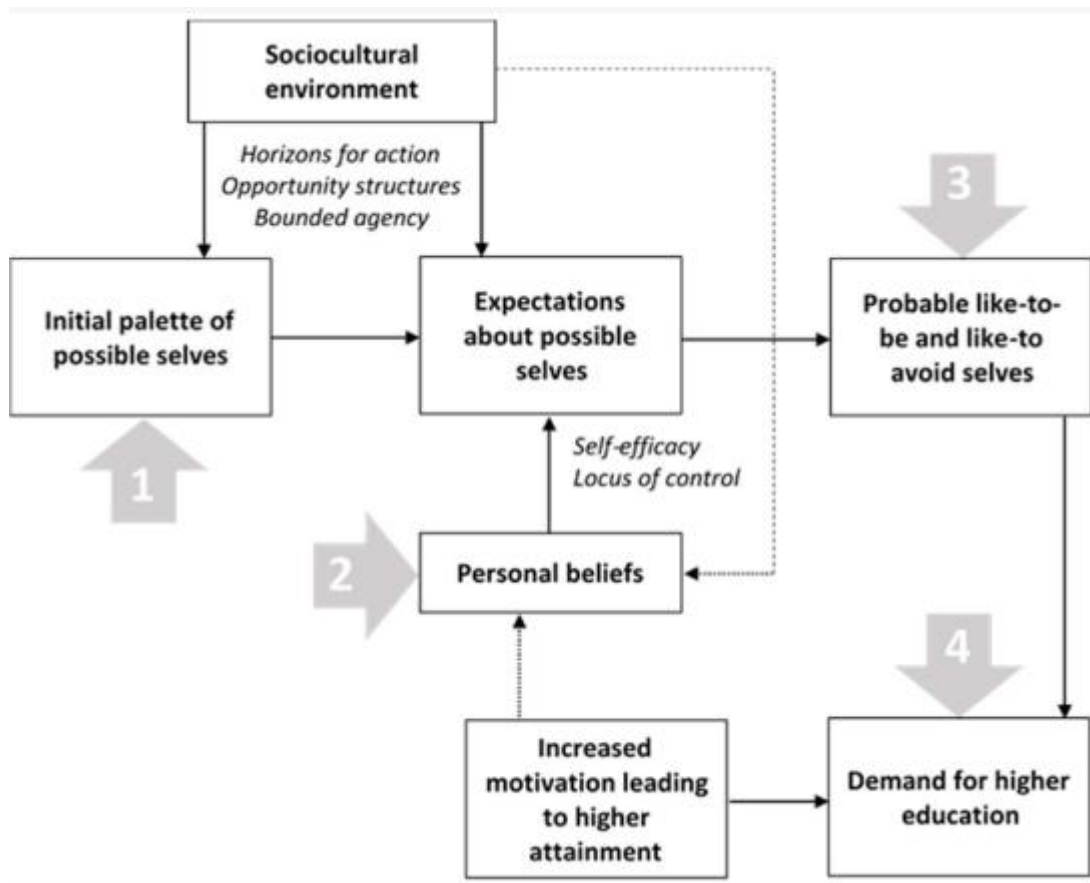 Sociocultural
environment
Horizons for action
Opportunity structures
Bounded agency
3
Initial palette of
possible selves
Expectations
about possible
selves
Probable like-to-
be and like-to
avoid selves
1
Self-efficacy
Locus of control
2
Personal beliefs
4
Increased
motivation leading
to higher
attainment
Demand for higher
education